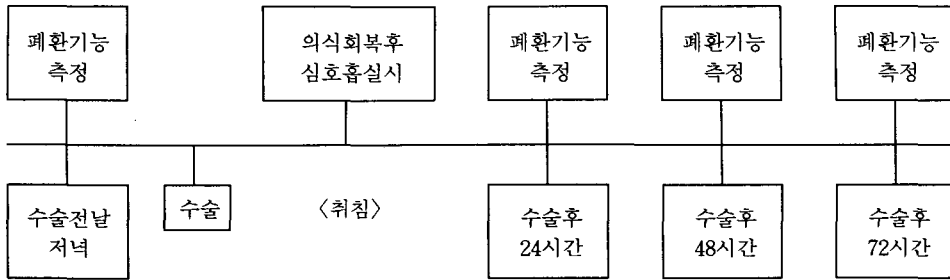 폐환기능
측정
의식회복후
심호흡실시
폐환기능
측정
폐환기능
측정
폐환기능
측정
수술전날
저녁
수술
〈취침〉
수술후
24시간
수술후
48시간
수술후
72시간